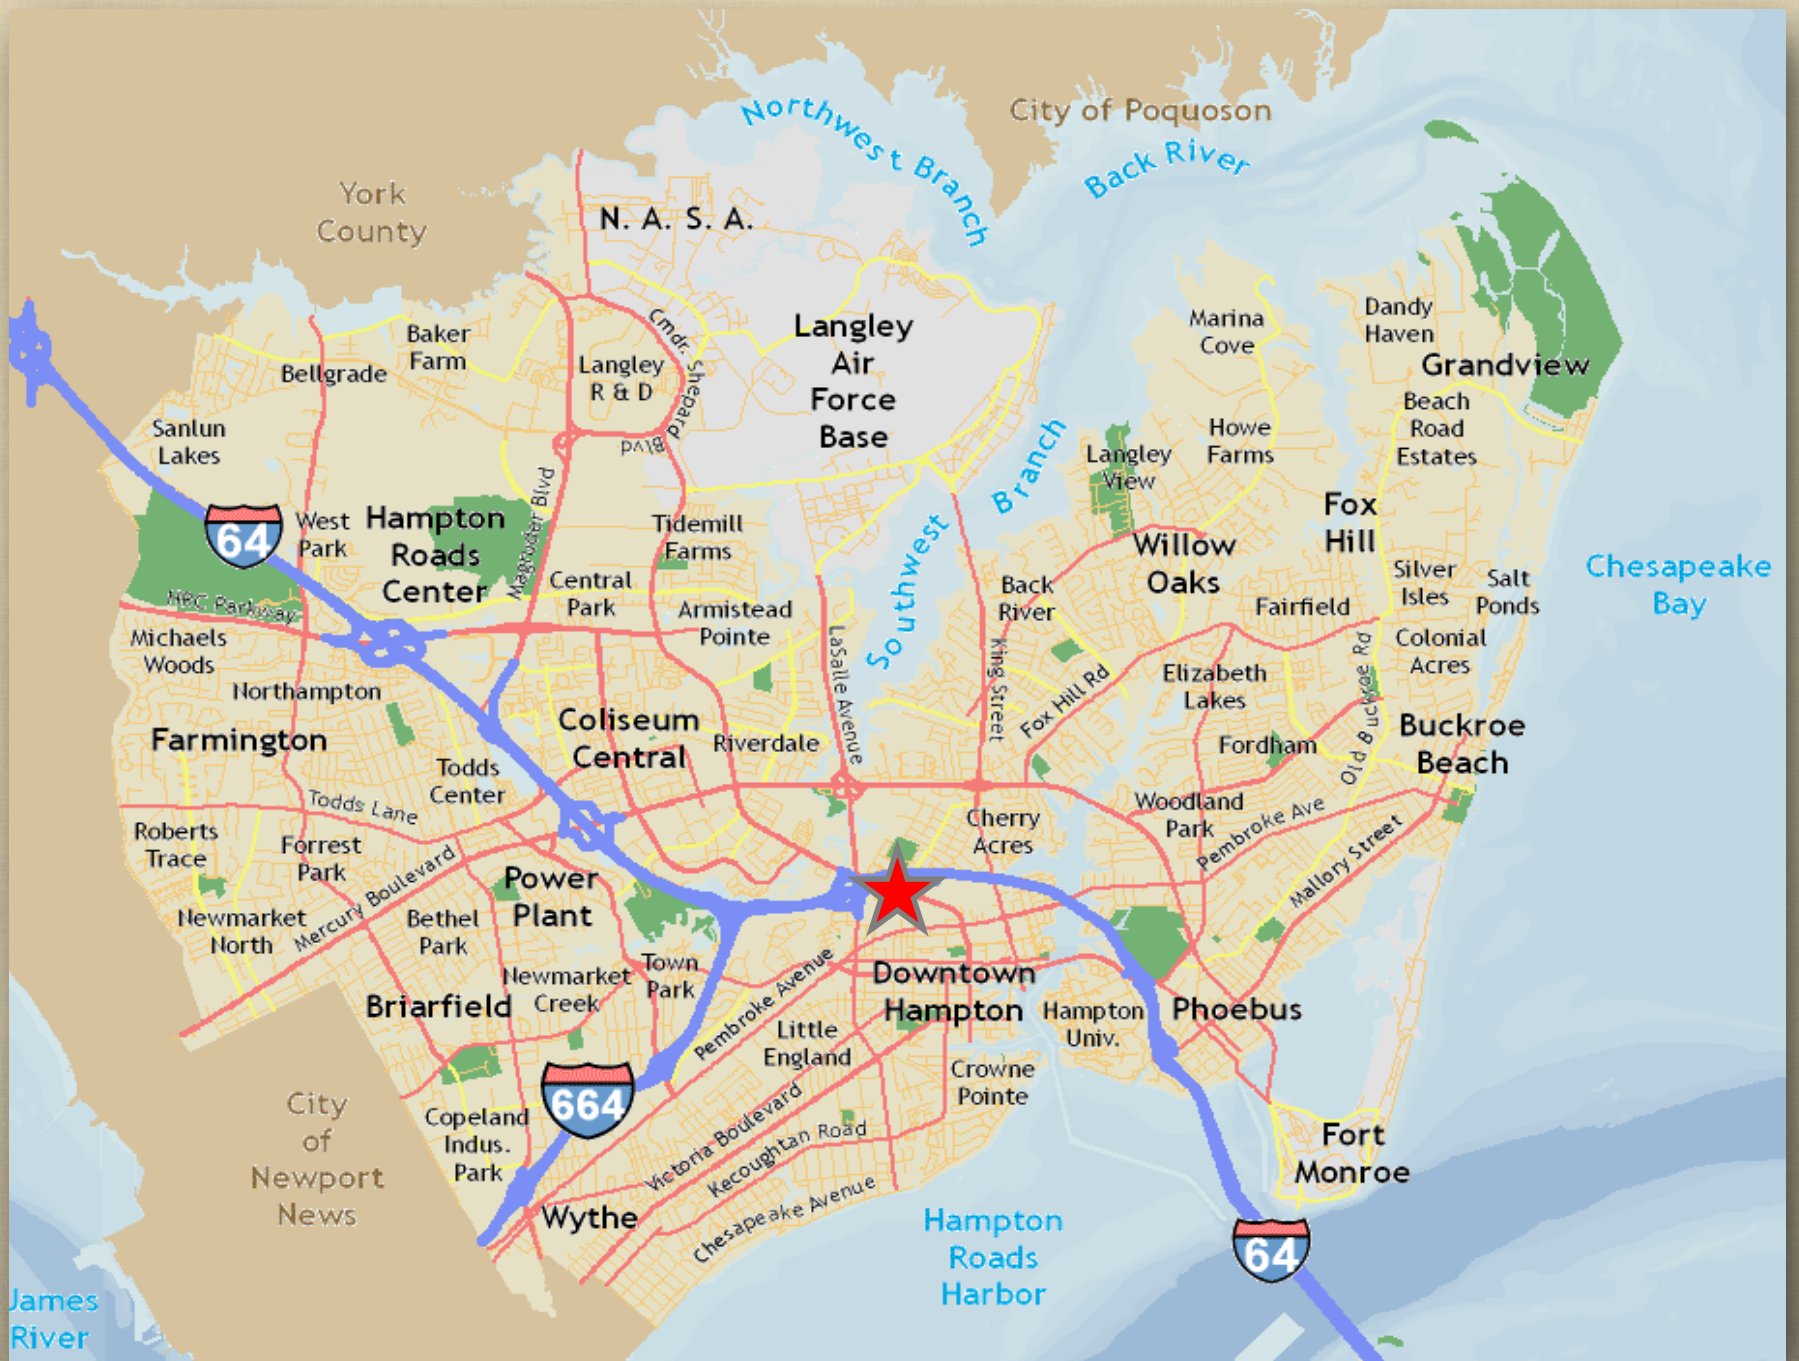 City of Poquoson
Northwest Branch
Back River
York
County
N. A. S. A.
Langley
Air
Force
Base
Cmdr. Shepard Blvd
Baker
Farm
Bellgrade
Langley
R & D
Marina
Cove
Dandy
Haven
Grandview
Beach
Road
Estates
Sanlun
Lakes
Howe
Farms
Langley
View
Southwest Branch
64
West
Park
Hampton
Roads
Center
Magruder Blvd
Tidemill
Farms
Fox
Hill
Willow
Oaks
Chesapeake
Bay
Silver
Isles
Salt
Ponds
Central
Park
Back
River
Fairfield
HRC Parkway
Armistead
Pointe
Michaels
Woods
Colonial
Acres
LaSalle Avenue
King Street
Fox Hill Rd
Elizabeth
Lakes
Old Buckroe Rd
Northampton
Farmington
Coliseum
Central
Riverdale
Fordham
Buckroe
Beach
Todds
Center
Todds Lane
Woodland
Park
Pembroke Ave
Mallory Street
Cherry
Acres
Roberts
Trace
Forrest
Park
Mercury Boulevard
Power
Plant
Newmarket
North
Bethel
Park
Newmarket
Creek
Town
Park
Pembroke Avenue
Downtown
Hampton
Briarfield
Hampton
Univ.
Phoebus
Little
England
Crowne
Pointe
664
City
of
Newport
News
Copeland
Indus.
Park
Victoria Boulevard
Kecoughtan Road
Chesapeake Avenue
Fort
Monroe
Wythe
Hampton
Roads
Harbor
64
James
River